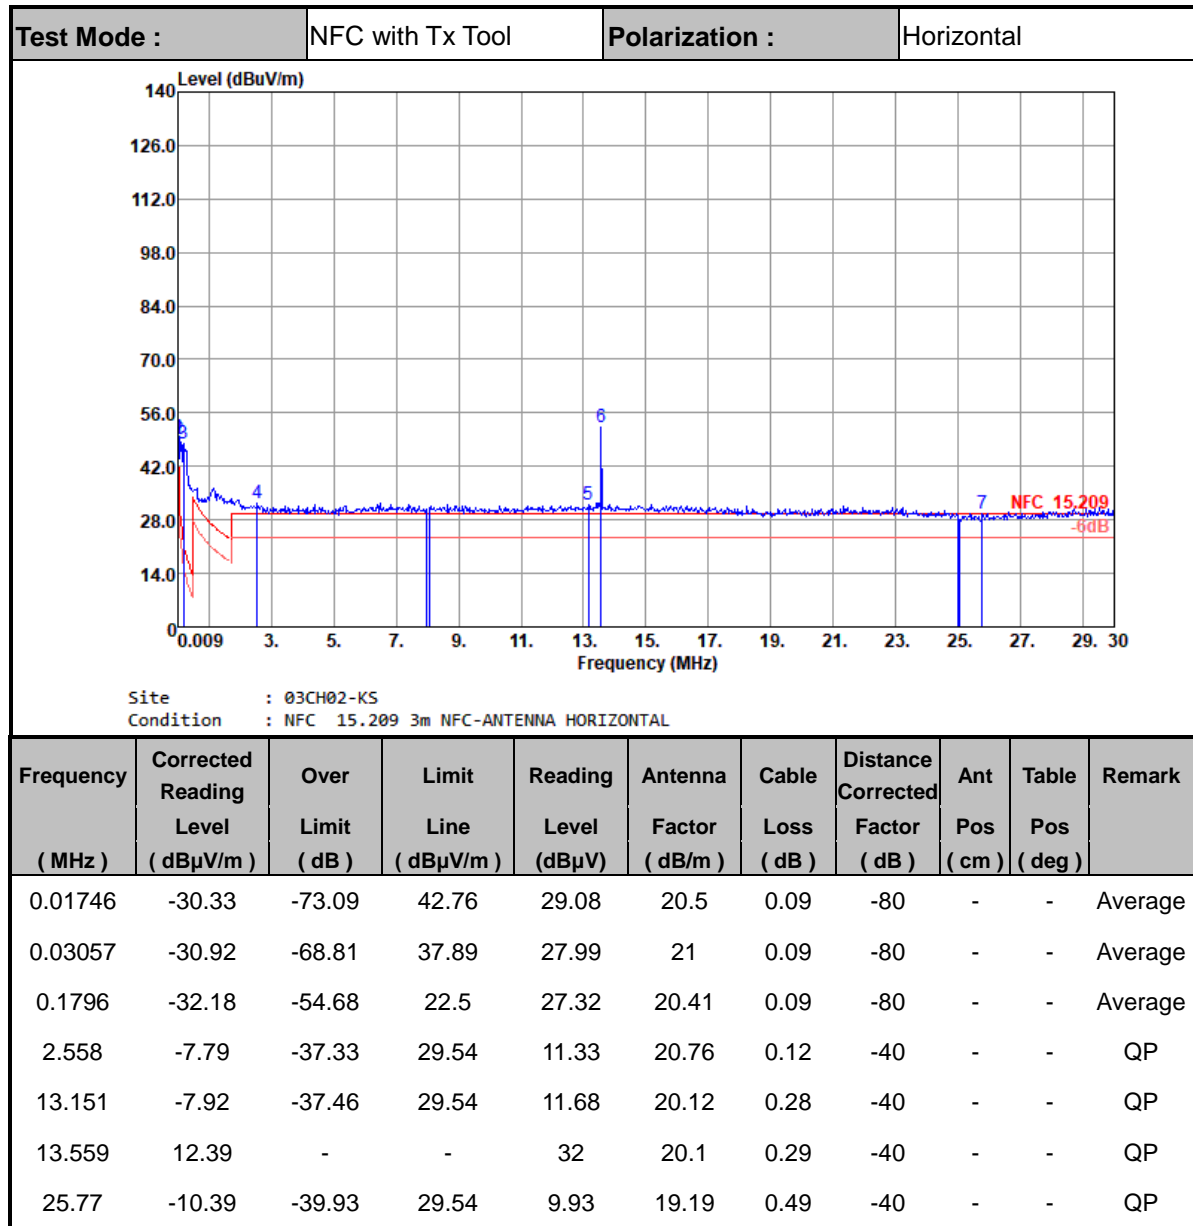 Test Mode : NFC with Tx Tool Polarization : Horizontal
Level (dBuV/m)
140
126.0
112.0
98.0
84.0
70.0
56.0
6
3
42.0
4 5 7 NFC 15.209
28.0
-6dB
14.0
0
0.009 3. 5. 7. 9. 11. 13. 15. 17. 19. 21. 23. 25. 27. 29. 30
Frequency (MHz)
Site : 03CH02-KS
Condition : NFC 15.209 3m NFC-ANTENNA HORIZONTAL
Frequency Corrected Reading Over Limit Reading Antenna Cable Distance Corrected Ant Table Remark
Level Limit Line Level Factor Loss Factor Pos Pos
( MHz ) ( dBµV/m ) ( dB ) ( dBµV/m ) (dBµV) ( dB/m ) ( dB ) ( dB ) ( cm ) ( deg )
0.01746 -30.33 -73.09 42.76 29.08 20.5 0.09 -80 - - Average
0.03057 -30.92 -68.81 37.89 27.99 21 0.09 -80 - - Average
0.1796 -32.18 -54.68 22.5 27.32 20.41 0.09 -80 - - Average
2.558 -7.79 -37.33 29.54 11.33 20.76 0.12 -40 - - QP
13.151 -7.92 -37.46 29.54 11.68 20.12 0.28 -40 - - QP
13.559 12.39 - - 32 20.1 0.29 -40 - - QP
25.77 -10.39 -39.93 29.54 9.93 19.19 0.49 -40 - - QP